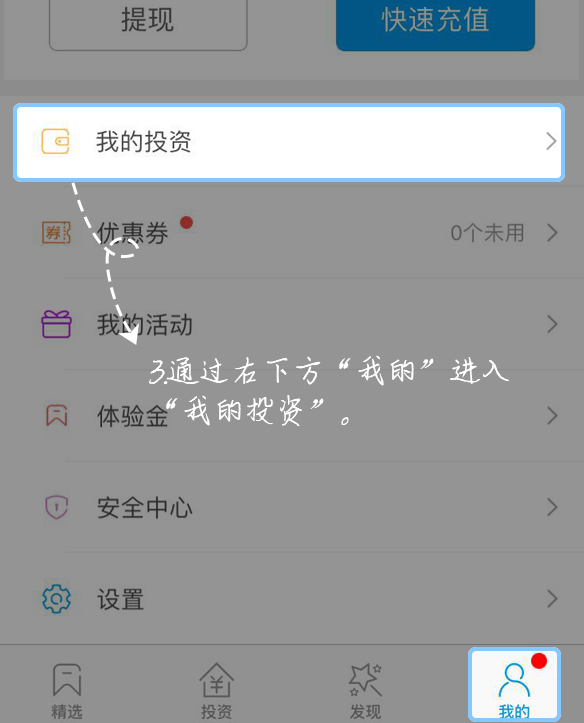 提现
快速充值
我的投资
券 优惠券 0个未用
我的活动
3.通过右下方“我的”进入
“我的投资”。
体验金
安全中心
设置
精选 投资 发现 我的